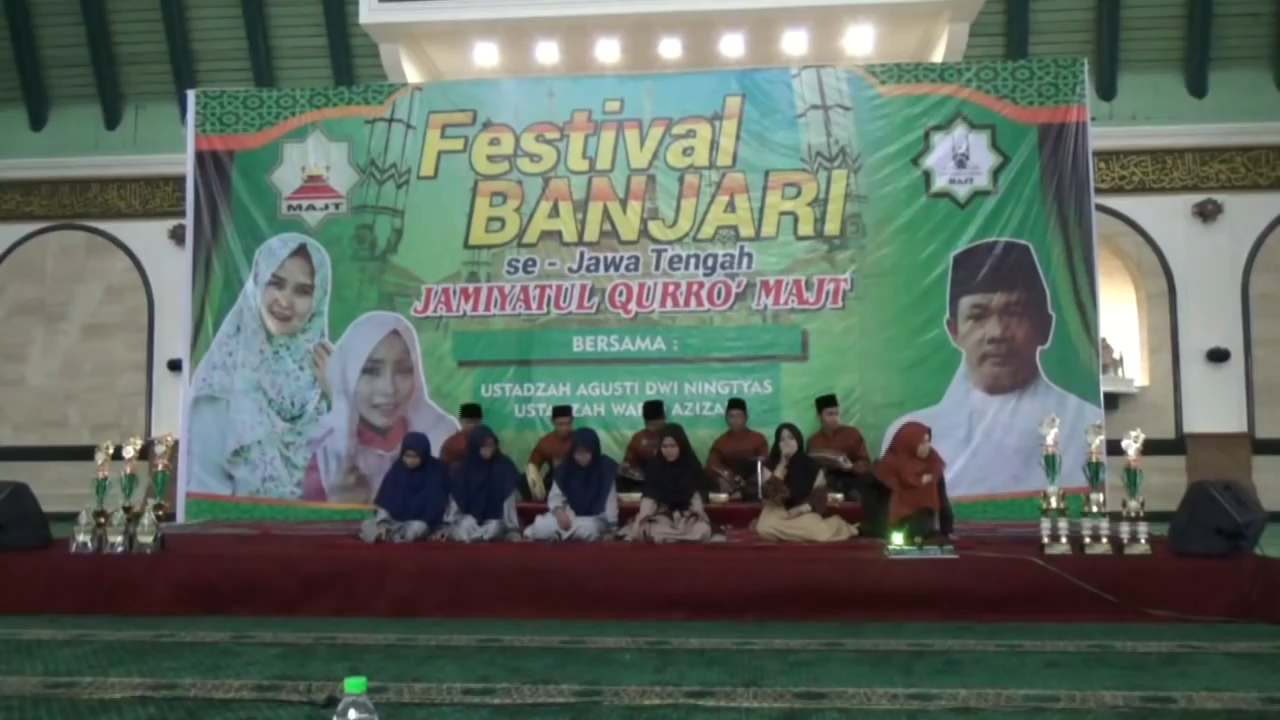 Festival
BANJARI
se - Jawa Tengah
JAMIYATUL QURRO' MAJT
BERSAMA :
USTADZAH AGUSTI DWI NINGTYAS
MAJT
MAJT